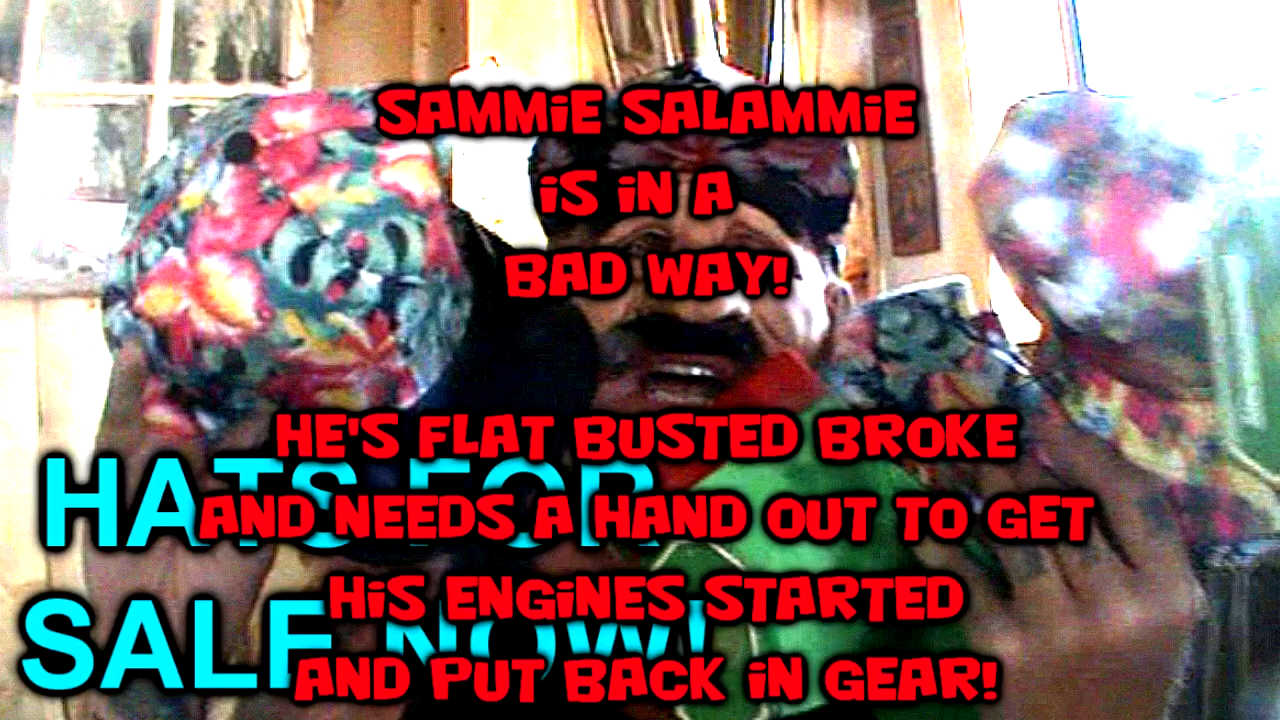 SAMMiE SALAMMiE
iS iN A
BAD WAY!
HE'S FLAT BUSTED BROKE
AND NEEDS A HAND OUT TO GET
HiS ENGiNES STARTED
AND PUT BACK iN GEAR!
HATS FOR
SALE NOW!